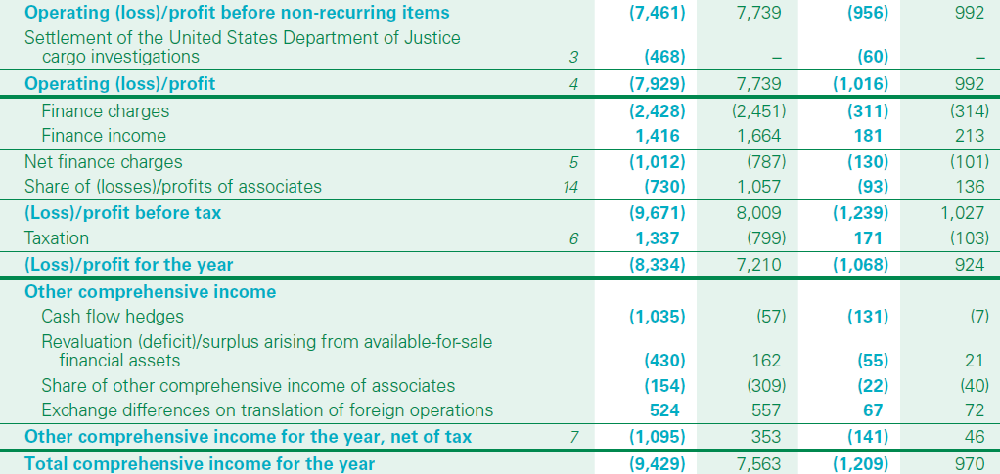 Operating (loss)/profit before non-recurring items (7,461) 7,739 (956) 992
Settlement of the United States Department of Justice
cargo investigations 3 (468) – (60) –
Operating (loss)/profit 4 (7,929) 7,739 (1,016) 992
Finance charges (2,428) (2,451) (311) (314)
Finance income 1,416 1,664 181 213
Net finance charges 5 (1,012) (787) (130) (101)
Share of (losses)/profits of associates 14 (730) 1,057 (93) 136
(Loss)/profit before tax (9,671) 8,009 (1,239) 1,027
Taxation 6 1,337 (799) 171 (103)
(Loss)/profit for the year (8,334) 7,210 (1,068) 924
Other comprehensive income
Cash flow hedges (1,035) (57) (131) (7)
Revaluation (deficit)/surplus arising from available-for-sale
financial assets (430) 162 (55) 21
Share of other comprehensive income of associates (154) (309) (22) (40)
Exchange differences on translation of foreign operations 524 557 67 72
Other comprehensive income for the year, net of tax 7 (1,095) 353 (141) 46
Total comprehensive income for the year (9,429) 7,563 (1,209) 970